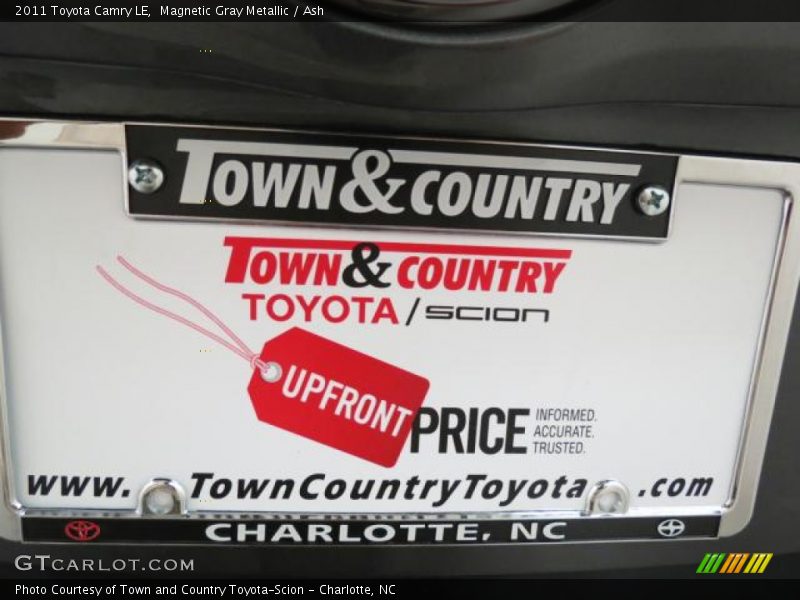 2011 Toyota Camry LE,  Magnetic Gray Metallic / Ash
TOWN & COUNTRY
TOWN & COUNTRY
TOYOTA / SCION
UPFRONT PRICE
INFORMED.
ACCURATE.
TRUSTED.
www.TownCountryToyota.com
CHARLOTTE, NC
GTCARLOT.COM
Photo Courtesy of Town and Country Toyota-Scion - Charlotte, NC